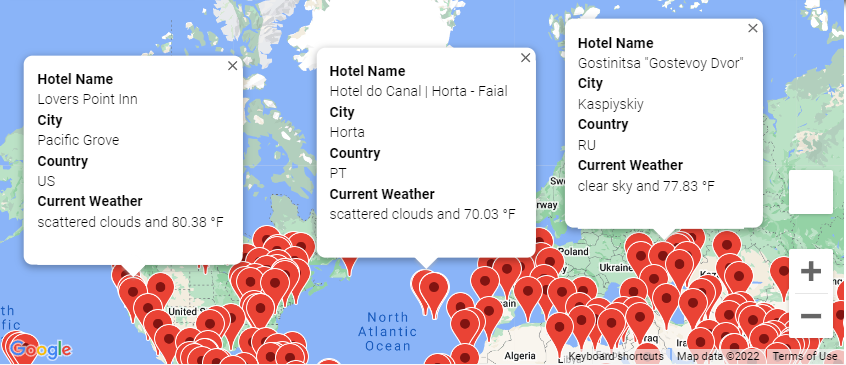 Hotel Name
Lovers Point Inn
City
Pacific Grove
Country
US
Current Weather
scattered clouds and 80.38 °F
Hotel Name
Hotel do Canal | Horta - Faial
City
Horta
Country
PT
Current Weather
scattered clouds and 70.03 °F
Hotel Name
Gostinitsa "Gostevoy Dvor"
City
Kaspiyskiy
Country
RU
Current Weather
clear sky and 77.83 °F
Poland
Ukraine
United
North
Atlantic
Ocean
Algeria
Google
Keyboard shortcuts
Map data ©2022
Terms of Use